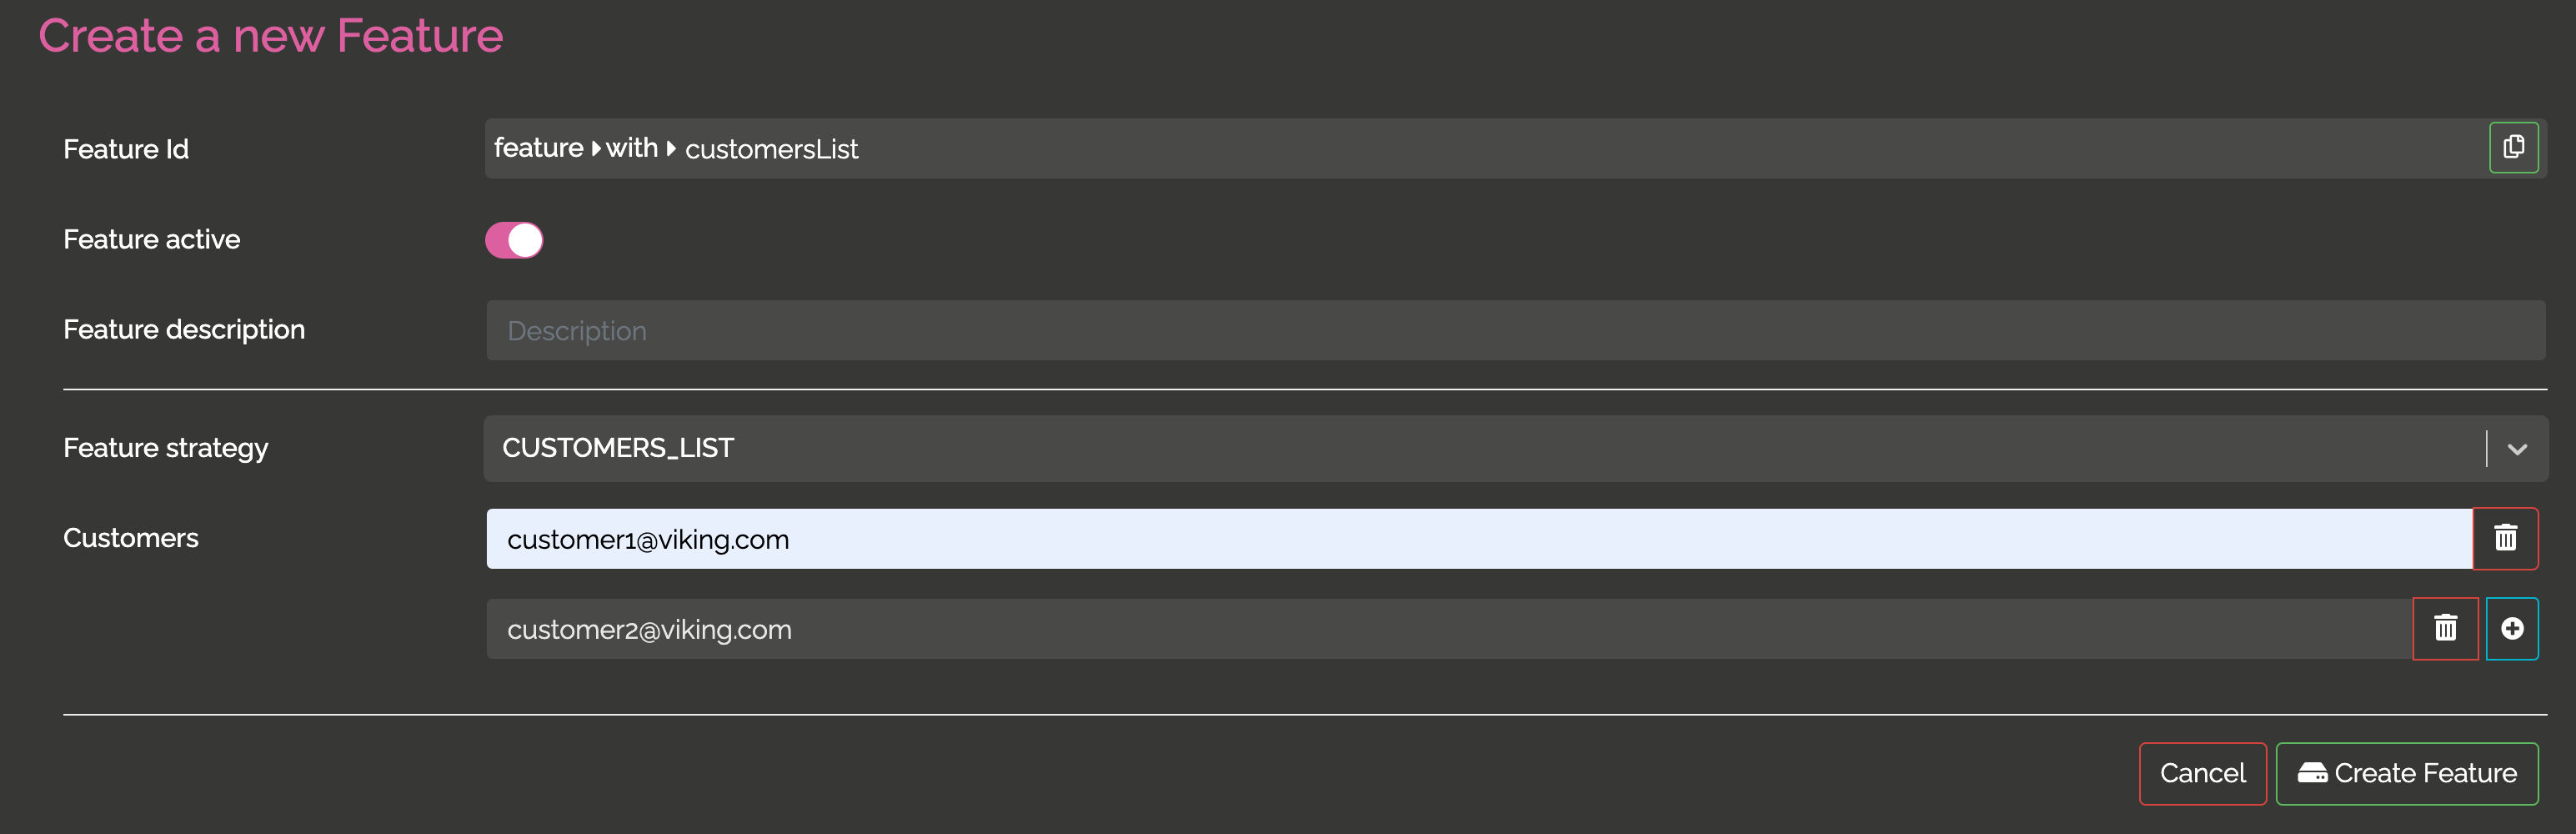 Create a new Feature
Feature Id
feature with customersList
Feature active
Feature description
Description
Feature strategy
CUSTOMERS_LIST
Customers
customer1@viking.com
customer2@viking.com
Cancel
Create Feature